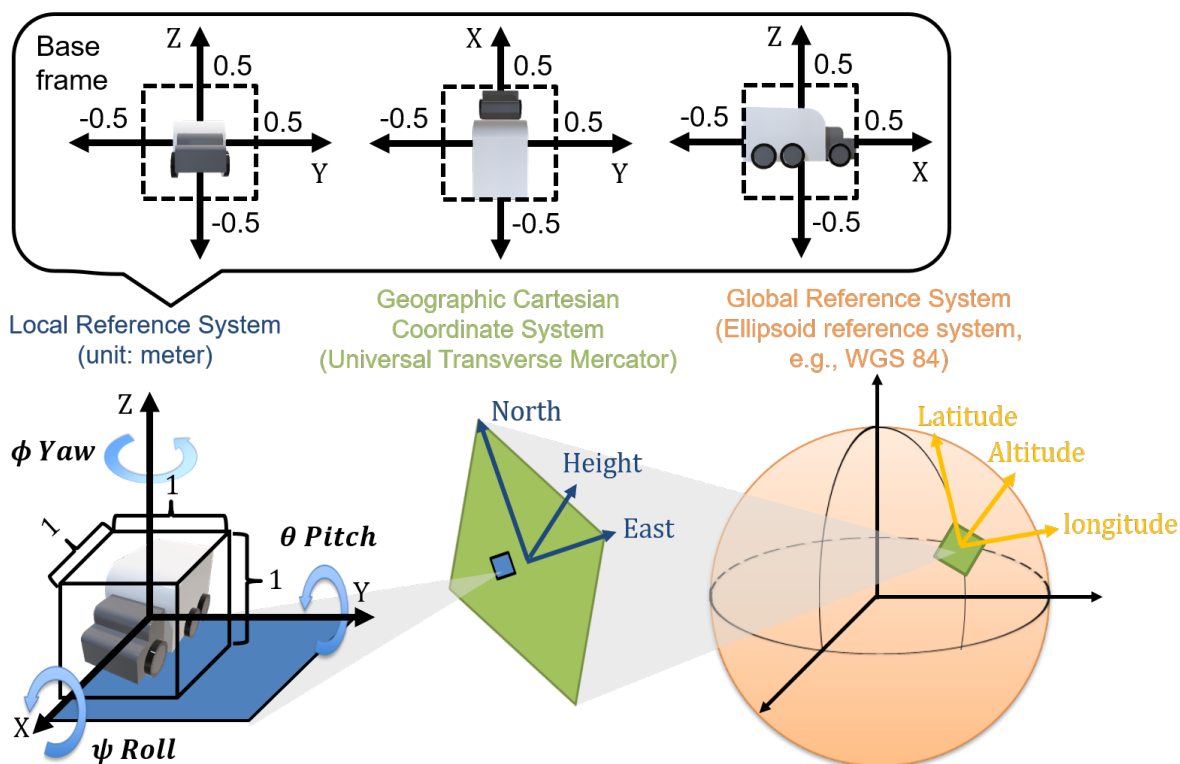 Base
frame
Z
0.5
-0.5
0.5
Y
-0.5
X
0.5
-0.5
0.5
Y
-0.5
Z
0.5
-0.5
0.5
X
-0.5
Local Reference System
(unit: meter)
Geographic Cartesian
Coordinate System
(Universal Transverse Mercator)
Global Reference System
(Ellipsoid reference system,
e.g., WGS 84)
Z
ϕ Yaw
1
1
θ Pitch
1
Y
X
ψ Roll
North
Height
East
Latitude
Altitude
longitude